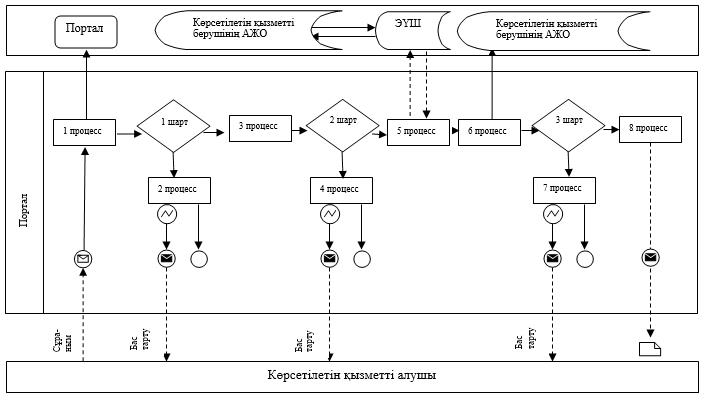 Портал
Көрсетілетін қызметті
берушінің АЖО
ЭҮШ
Көрсетілетін қызметті
берушінің АЖО
Портал
1 процесс
1 шарт
3 процесс
2 шарт
5 процесс
6 процесс
3 шарт
8 процесс
2 процесс
4 процесс
7 процесс
Сұра-
ным
Бас
тарту
Бас
тарту
Бас
тарту
Көрсетілетін қызметті алушы